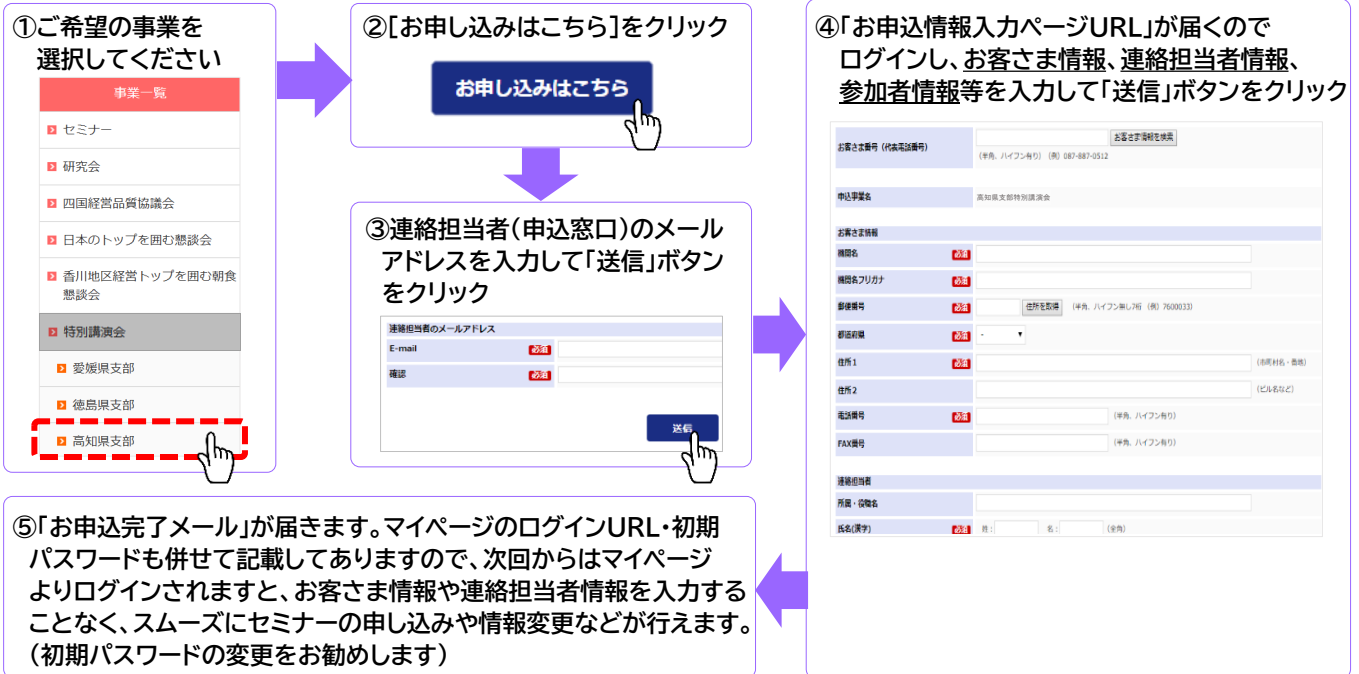 ①ご希望の事業を
選択してください
事業一覧
セミナー
研究会
四国経営品質協議会
日本のトップを囲む懇談会
香川地区経営トップを囲む朝食
懇談会
特別講演会
愛媛県支部
徳島県支部
高知県支部
②[お申し込みはこちら]をクリック
お申し込みはこちら
③連絡担当者(申込窓口)のメール
アドレスを入力して「送信」ボタン
をクリック
連絡担当者のメールアドレス
E-mail 必須
確認 必須
送信
④「お申込情報入力ページURL」が届くので
ログインし、お客さま情報、連絡担当者情報、
参加者情報等を入力して「送信」ボタンをクリック
お客さま番号（代表電話番号） お客さま情報を検索
(半角、ハイフン有り) (例) 087-887-0512
申込事業名 高知県支部特別講演会
お客さま情報
機関名 必須
機関名フリガナ 必須
郵便番号 必須 住所を取得 (半角、ハイフン無し7桁 (例) 7600033)
都道府県 必須 -
住所1 必須 (市町村名・番地)
住所2 (ビル名など)
電話番号 必須 (半角、ハイフン有り)
FAX番号 (半角、ハイフン有り)
連絡担当者
所属・役職名
氏名(漢字) 必須 姓： 名： (全角)
⑤「お申込完了メール」が届きます。マイページのログインURL・初期
パスワードも併せて記載してありますので、次回からはマイページ
よりログインされますと、お客さま情報や連絡担当者情報を入力する
ことなく、スムーズにセミナーの申し込みや情報変更などが行えます。
(初期パスワードの変更をお勧めします)